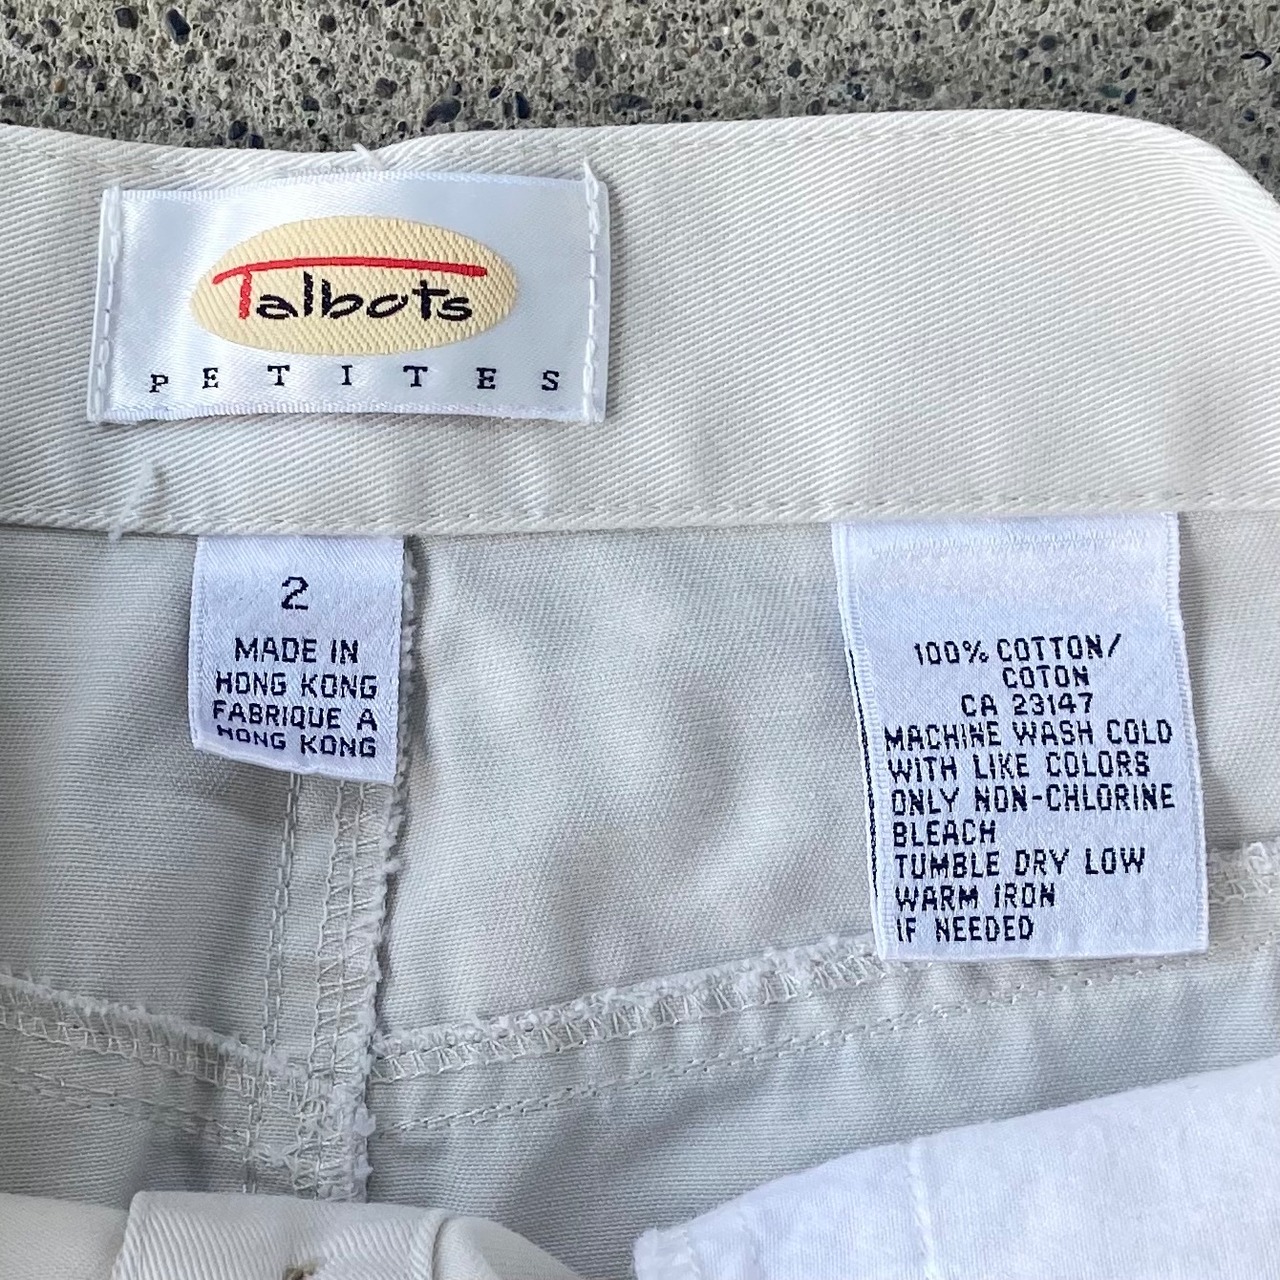 Talbots
PETITES
2
MADE IN
HONG KONG
FABRIQUE A
HONG KONG
100% COTTON/
COTON
CA 23147
MACHINE WASH COLD
WITH LIKE COLORS
ONLY NON-CHLORINE
BLEACH
TUMBLE DRY LOW
WARM IRON
IF NEEDED